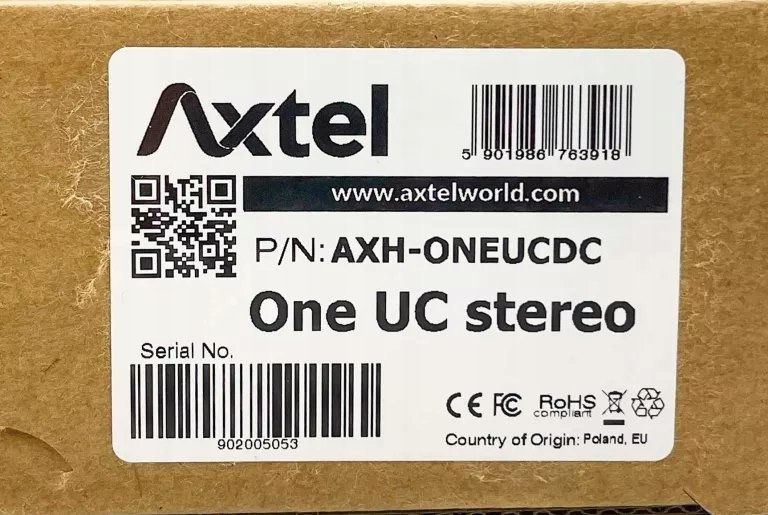 Axtel
5 901986 763918
www.axtelworld.com
P/N: AXH-ONEUCDC
One UC stereo
Serial No.
902005053
CE FC RoHS
compliant
Country of Origin: Poland, EU